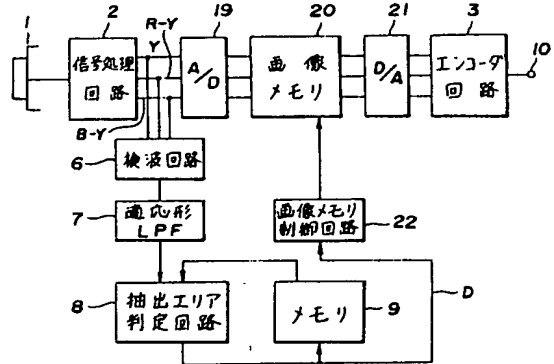 1
2
19
20
21
3
10
R-Y
Y
信号処理
回路
A/D
画像
メモリ
D/A
エンコーダ
回路
B-Y
6
検波回路
7
適応形
LPF
画像メモリ
制御回路
22
8
抽出エリア
判定回路
メモリ
9
D